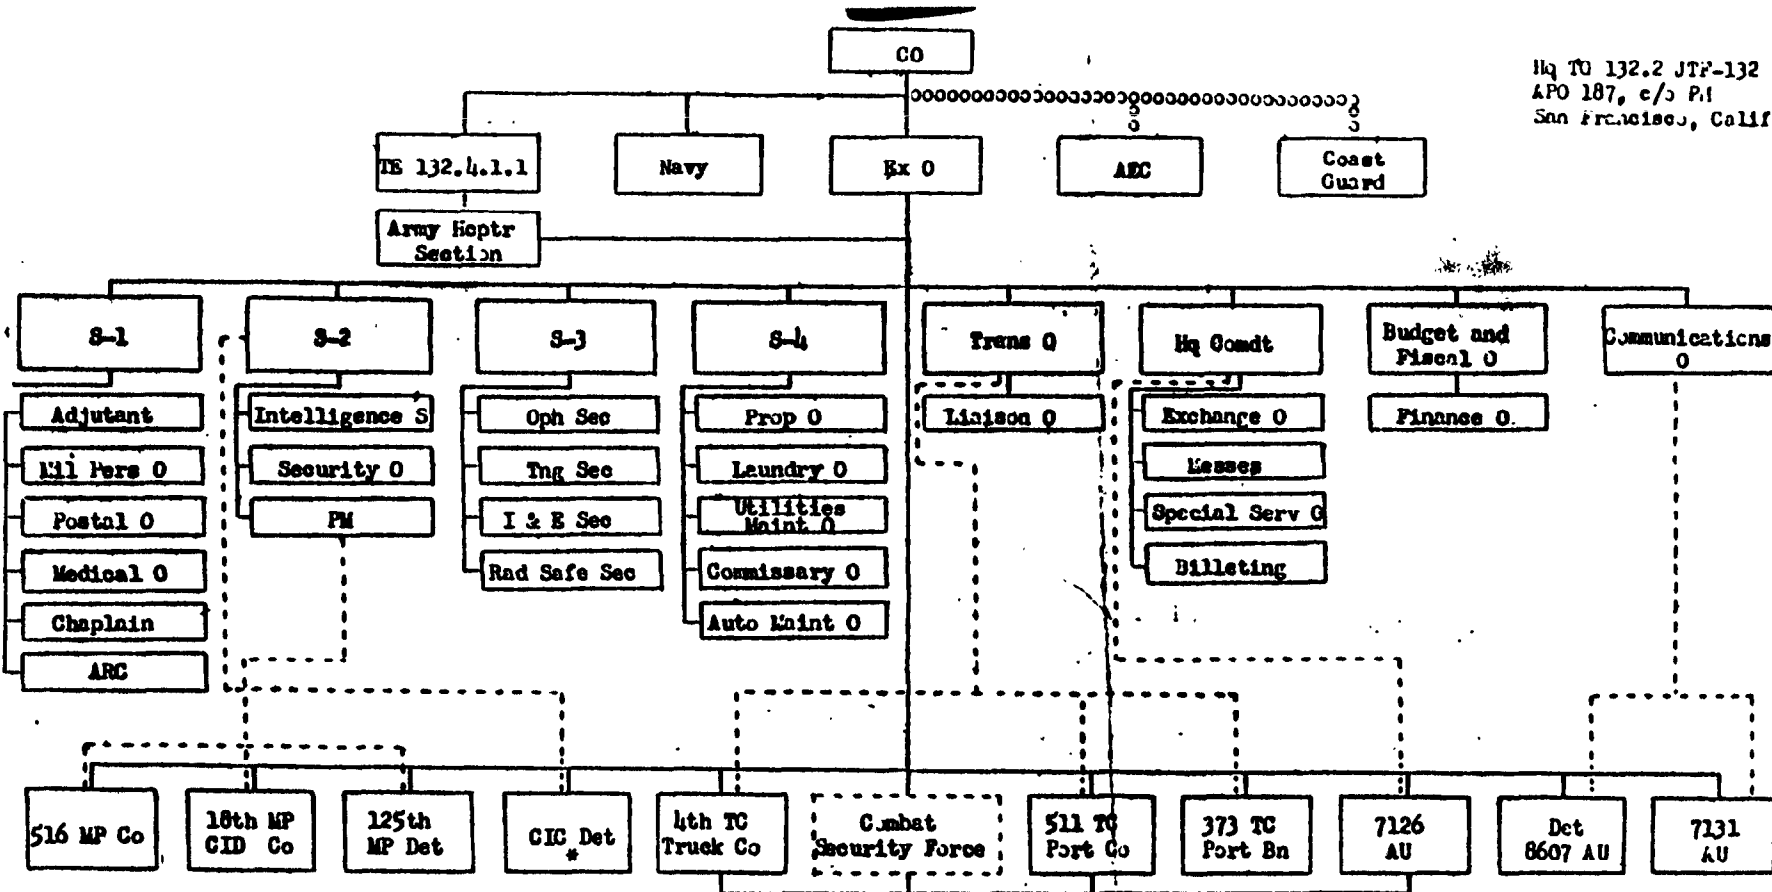 CO
Hq TG 132.2 JTF-132
APO 187, c/o PM
San Francisco, Calif
TE 132.4.1.1
Navy
Ex O
AEC
Coast
Guard
Army Hcptr
Section
S-1
S-2
S-3
S-4
Trans O
Hq Comdt
Budget and
Fiscal O
Communications
O
Adjutant
Intelligence S
Oph Sec
Prop O
Liaison O
Exchange O
Finance O.
Mil Pers O
Security O
Tng Sec
Laundry O
Messes
Postal O
PM
I & E Sec
Utilities
Maint O
Special Serv O
Medical O
Rad Safe Sec
Commissary O
Billeting
Chaplain
Auto Maint O
ARC
516 MP Co
18th MP
CID Co
125th
MP Det
CIC Det
*
4th TC
Truck Co
Combat
Security Force
511 TC
Port Co
373 TC
Port Bn
7126
AU
Det
8607 AU
7131
AU